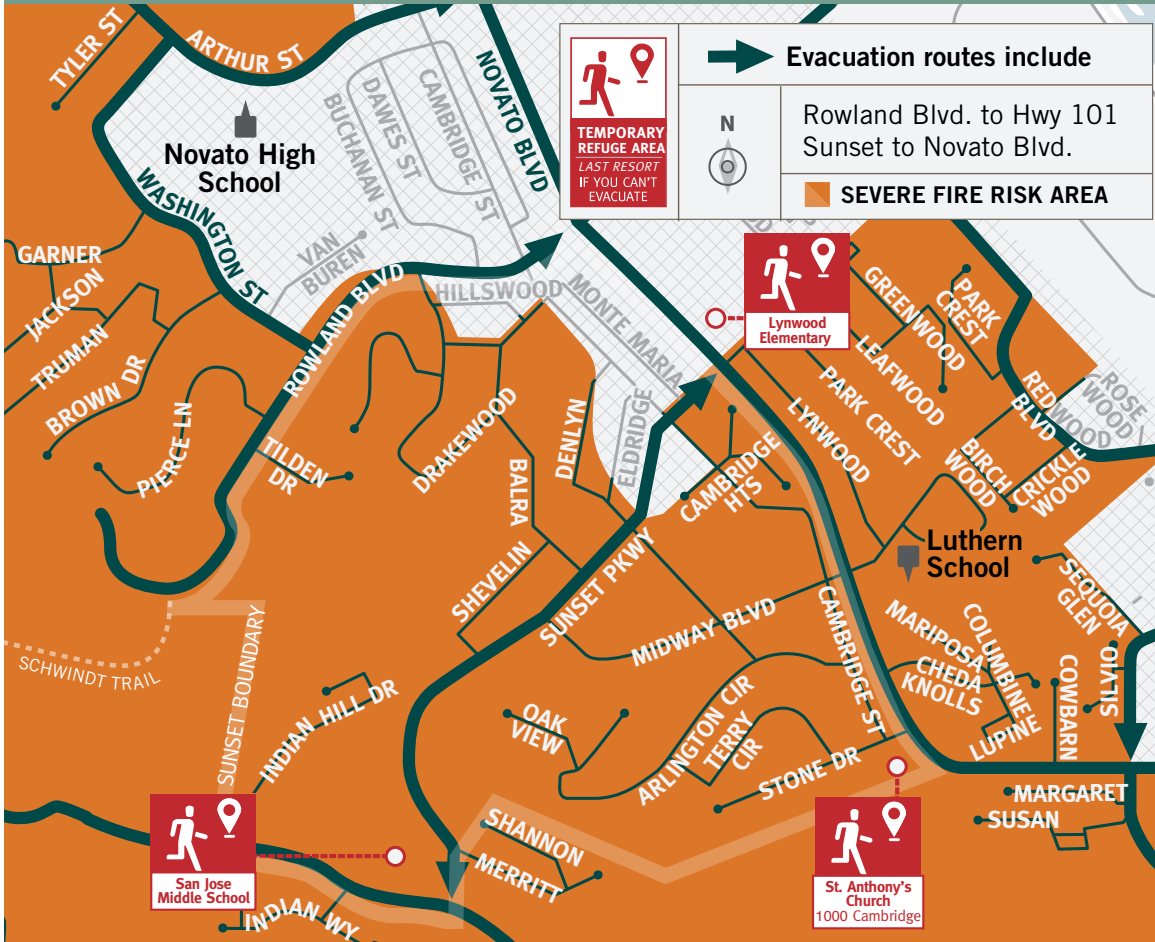 TYLER ST
ARTHUR ST
NOVATO BLVD
CAMBRIDGE ST
DAWES ST
BUCHANAN ST
Novato High
School
WASHINGTON ST
VAN
BUREN
TEMPORARY
REFUGE AREA
LAST RESORT
IF YOU CAN'T
EVACUATE
Evacuation routes include
N
Rowland Blvd. to Hwy 101
Sunset to Novato Blvd.
SEVERE FIRE RISK AREA
GARNER
JACKSON
TRUMAN
BROWN DR
PIERCE LN
ROWLAND BLVD
HILLSWOOD
MONTE MARIA
TILDEN
DR
DRAKEWOOD
BALRA
DENLYN
ELDRIDGE
Lynwood
Elementary
GREENWOOD
PARK
CREST
LEAFWOOD
PARK CREST
LYNWOOD
REDWOOD
BLVD
ROSE
WOOD
BIRCH
WOOD
CRICKLE
WOOD
CAMBRIDGE
HTS
Luthern
School
SHEVELIN
SUNSET PKWY
MIDWAY BLVD
CAMBRIDGE ST
SEQUOIA
GLEN
MARIPOSA
COLUMBINE
CHEDA
KNOLLS
LUPINE
COWBARN
SILVIO
SCHWINDT TRAIL
SUNSET BOUNDARY
INDIAN HILL DR
OAK
VIEW
ARLINGTON CIR
TERRY
CIR
STONE DR
MARGARET
SUSAN
SHANNON
MERRITT
San Jose
Middle School
INDIAN WY
St. Anthony's
Church
1000 Cambridge